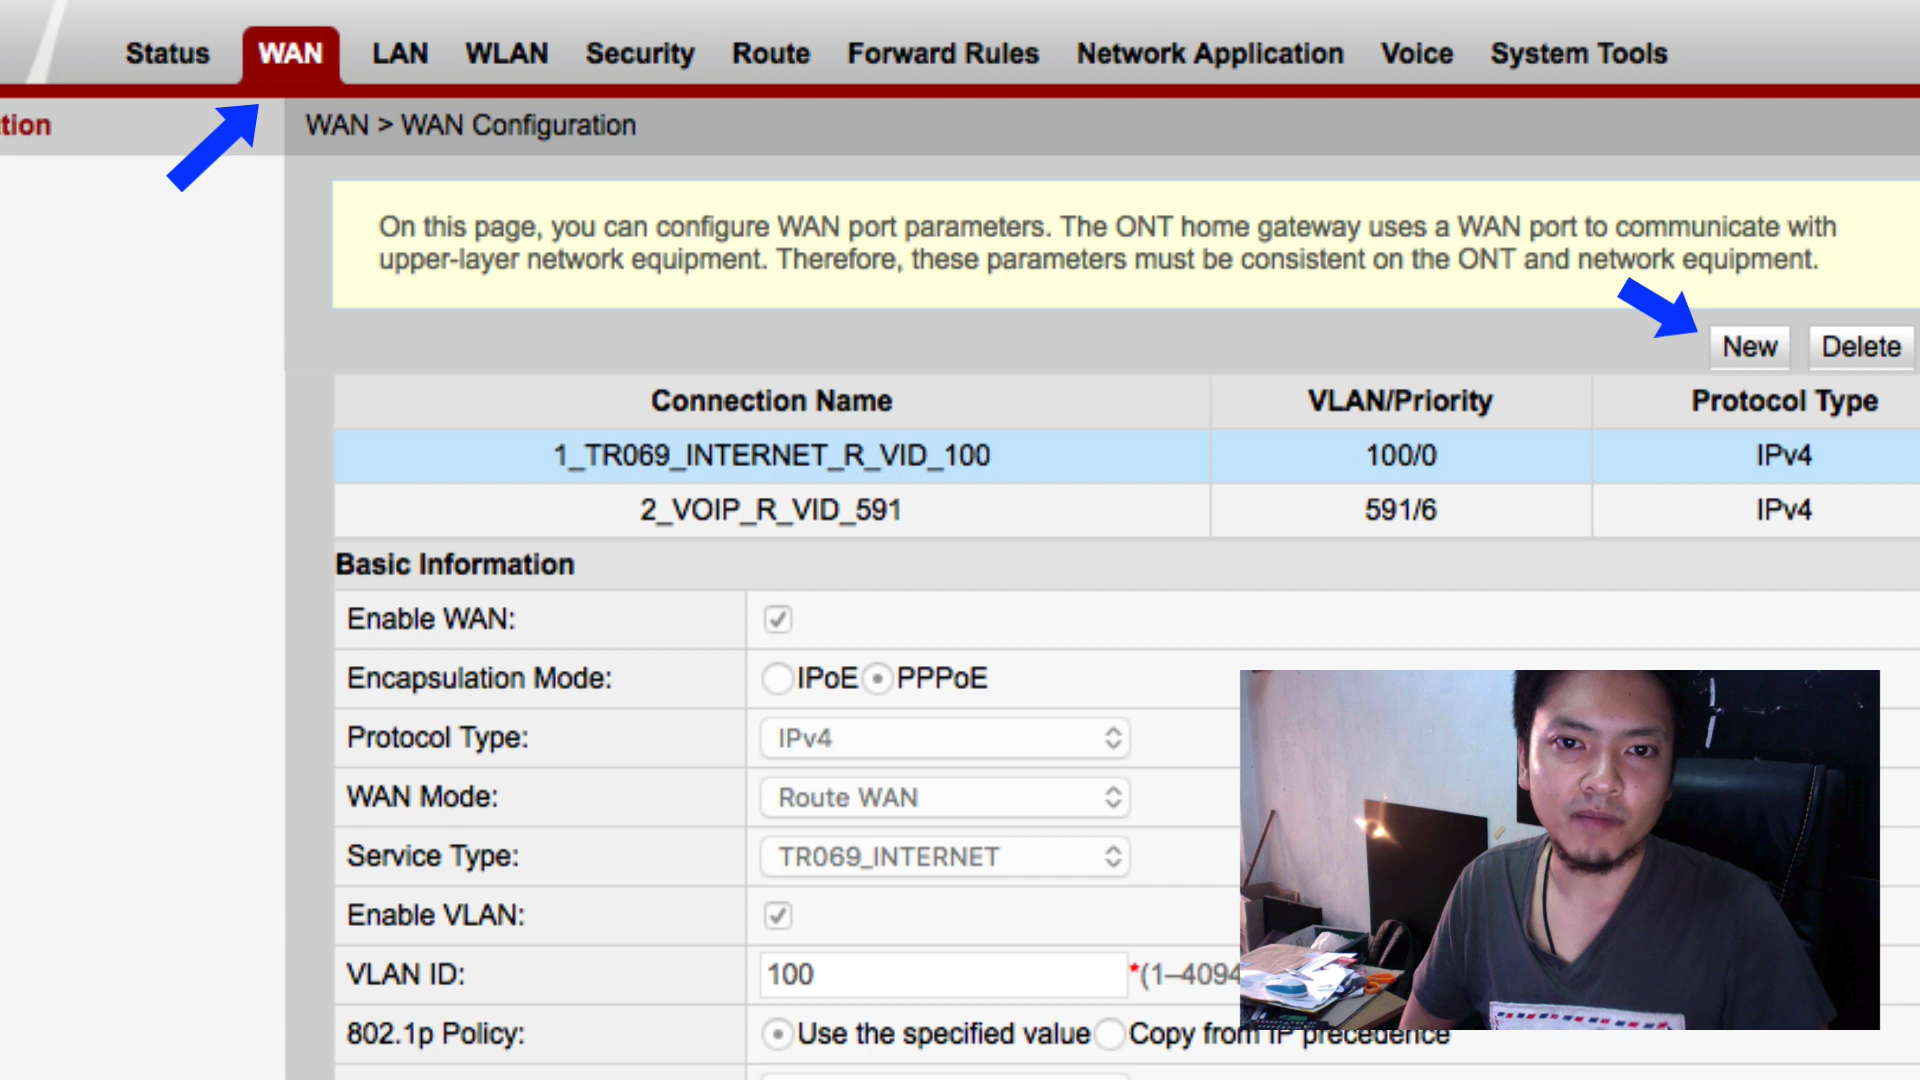 Status WAN LAN WLAN Security Route Forward Rules Network Application Voice System Tools
tion
WAN > WAN Configuration
On this page, you can configure WAN port parameters. The ONT home gateway uses a WAN port to communicate with
upper-layer network equipment. Therefore, these parameters must be consistent on the ONT and network equipment.
New Delete
Connection Name VLAN/Priority Protocol Type
1_TR069_INTERNET_R_VID_100 100/0 IPv4
2_VOIP_R_VID_591 591/6 IPv4
Basic Information
Enable WAN:
Encapsulation Mode: IPoE PPPoE
Protocol Type: IPv4
WAN Mode: Route WAN
Service Type: TR069_INTERNET
Enable VLAN:
VLAN ID: 100 *(1–4094
802.1p Policy: Use the specified value Copy from IP precedence